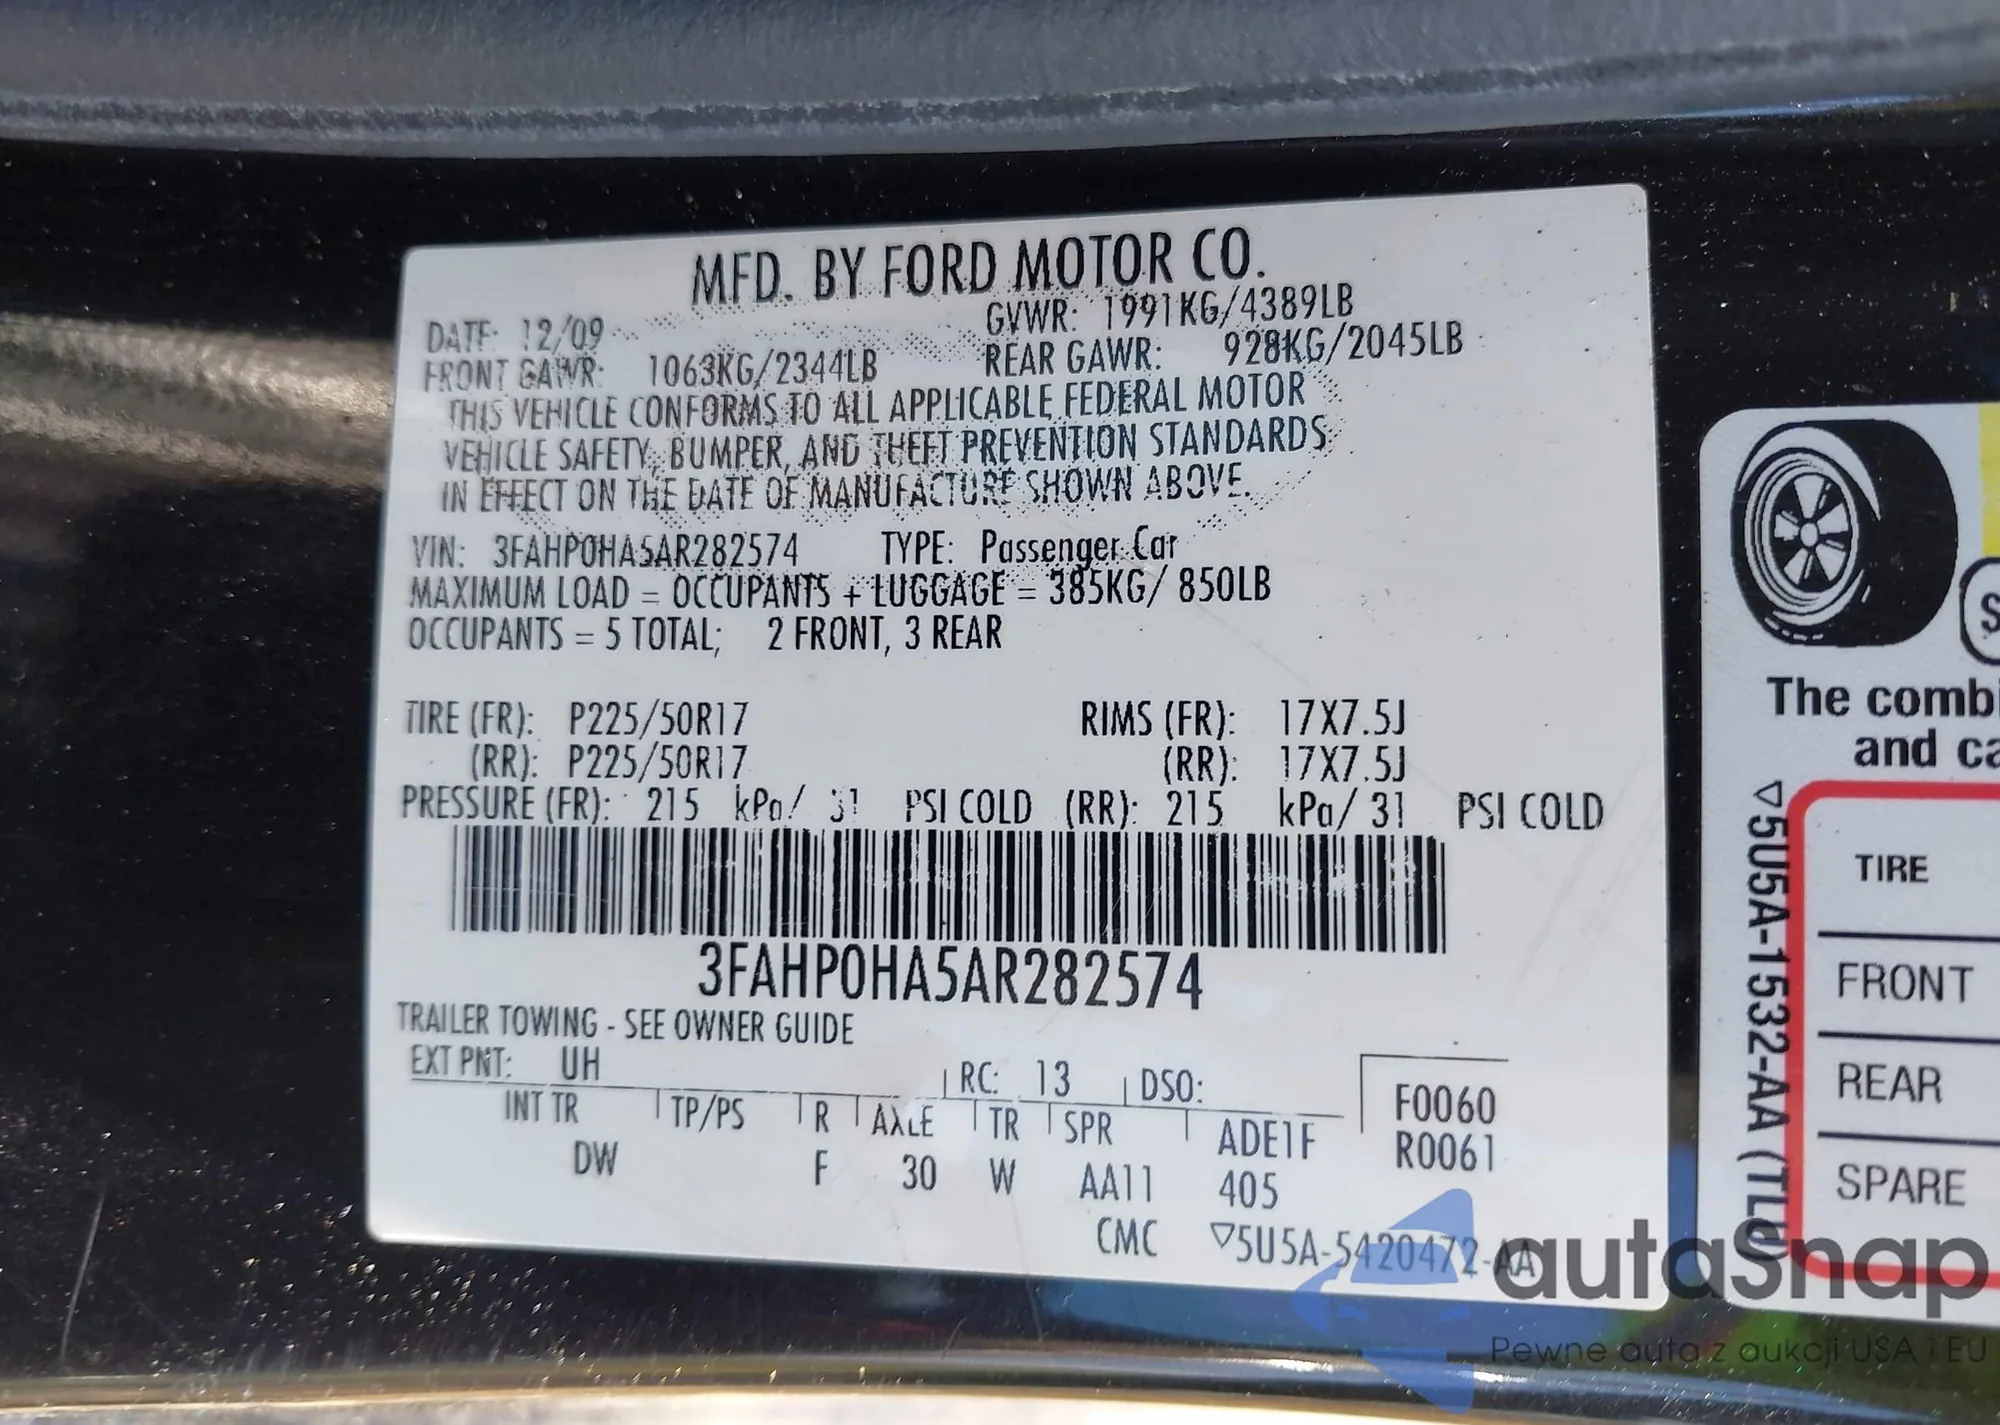 MFD. BY FORD MOTOR CO.
DATE: 12/09 GVWR: 1991KG/4389LB
FRONT GAWR: 1063KG/2344LB REAR GAWR: 928KG/2045LB
THIS VEHICLE CONFORMS TO ALL APPLICABLE FEDERAL MOTOR
VEHICLE SAFETY, BUMPER, AND THEFT PREVENTION STANDARDS
IN EFFECT ON THE DATE OF MANUFACTURE SHOWN ABOVE.
VIN: 3FAHP0HA5AR282574 TYPE: Passenger Car
MAXIMUM LOAD = OCCUPANTS + LUGGAGE = 385KG/ 850LB
OCCUPANTS = 5 TOTAL; 2 FRONT, 3 REAR
TIRE (FR): P225/50R17 RIMS (FR): 17X7.5J
(RR): P225/50R17 (RR): 17X7.5J
PRESSURE (FR): 215 kPa/ 31 PSI COLD (RR): 215 kPa/ 31 PSI COLD
3FAHP0HA5AR282574
TRAILER TOWING - SEE OWNER GUIDE
EXT PNT: UH RC: 13 DSO:
INT TR TP/PS R AXLE TR SPR ADE1F
DW F 30 W AA11 405
CMC ▽5U5A-5420472-AA
F0060
R0061
The combi
and ca
▽5U5A-1532-AA (TLU
TIRE
FRONT
REAR
SPARE
autasnap
Pewne auta z aukcji USA i EU